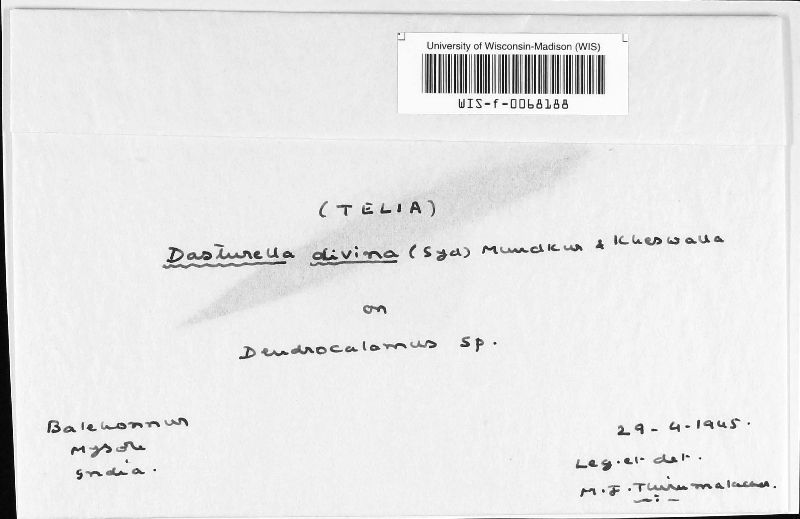 University of Wisconsin-Madison (WIS)
WIS-f-0068188
(TELIA)
Dasturella divina (Syd) Mundkur & Kheswalla
on
Dendrocalamus Sp.
Balehonnur
Mysore
India.
29-4-1945.
Leg. et det.
M.J. Thirumalachar.